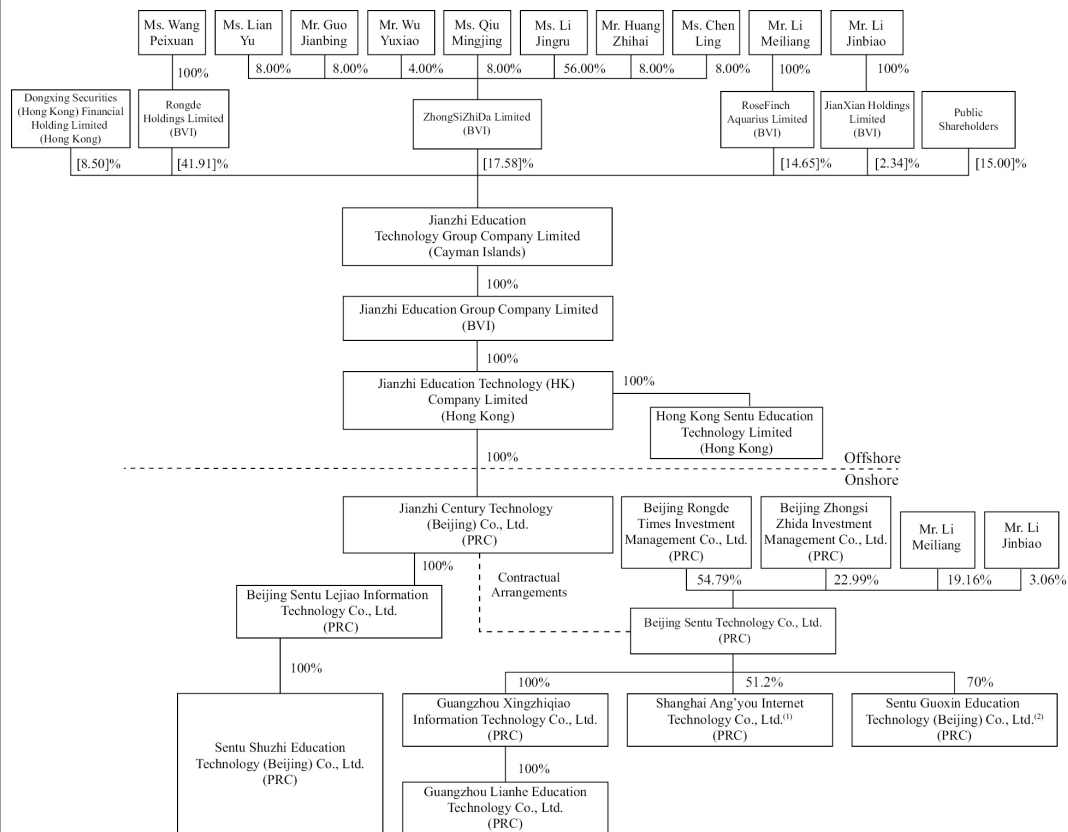 Ms. Wang
Peixuan
Ms. Lian
Yu
Mr. Guo
Jianbing
Mr. Wu
Yuxiao
Ms. Qiu
Mingjing
Ms. Li
Jingru
Mr. Huang
Zhihai
Ms. Chen
Ling
Mr. Li
Meiliang
Mr. Li
Jinbiao
100%
8.00%
8.00%
4.00%
8.00%
56.00%
8.00%
8.00%
100%
100%
Dongxing Securities
(Hong Kong) Financial
Holding Limited
(Hong Kong)
Rongde
Holdings Limited
(BVI)
ZhongSiZhiDa Limited
(BVI)
RoseFinch
Aquarius Limited
(BVI)
JianXian Holdings
Limited
(BVI)
Public
Shareholders
[8.50]%
[41.91]%
[17.58]%
[14.65]%
[2.34]%
[15.00]%
Jianzhi Education
Technology Group Company Limited
(Cayman Islands)
100%
Jianzhi Education Group Company Limited
(BVI)
100%
Jianzhi Education Technology (HK)
Company Limited
(Hong Kong)
100%
Hong Kong Sentu Education
Technology Limited
(Hong Kong)
100%
Offshore
Onshore
Jianzhi Century Technology
(Beijing) Co., Ltd.
(PRC)
Beijing Rongde
Times Investment
Management Co., Ltd.
(PRC)
Beijing Zhongsi
Zhida Investment
Management Co., Ltd.
(PRC)
Mr. Li
Meiliang
Mr. Li
Jinbiao
100%
Contractual
Arrangements
54.79%
22.99%
19.16%
3.06%
Beijing Sentu Lejiao Information
Technology Co., Ltd.
(PRC)
Beijing Sentu Technology Co., Ltd.
(PRC)
100%
100%
51.2%
70%
Sentu Shuzhi Education
Technology (Beijing) Co., Ltd.
(PRC)
Guangzhou Xingzhiqiao
Information Technology Co., Ltd.
(PRC)
Shanghai Ang'you Internet
Technology Co., Ltd.(1)
(PRC)
Sentu Guoxin Education
Technology (Beijing) Co., Ltd.(2)
(PRC)
100%
Guangzhou Lianhe Education
Technology Co., Ltd.
(PRC)